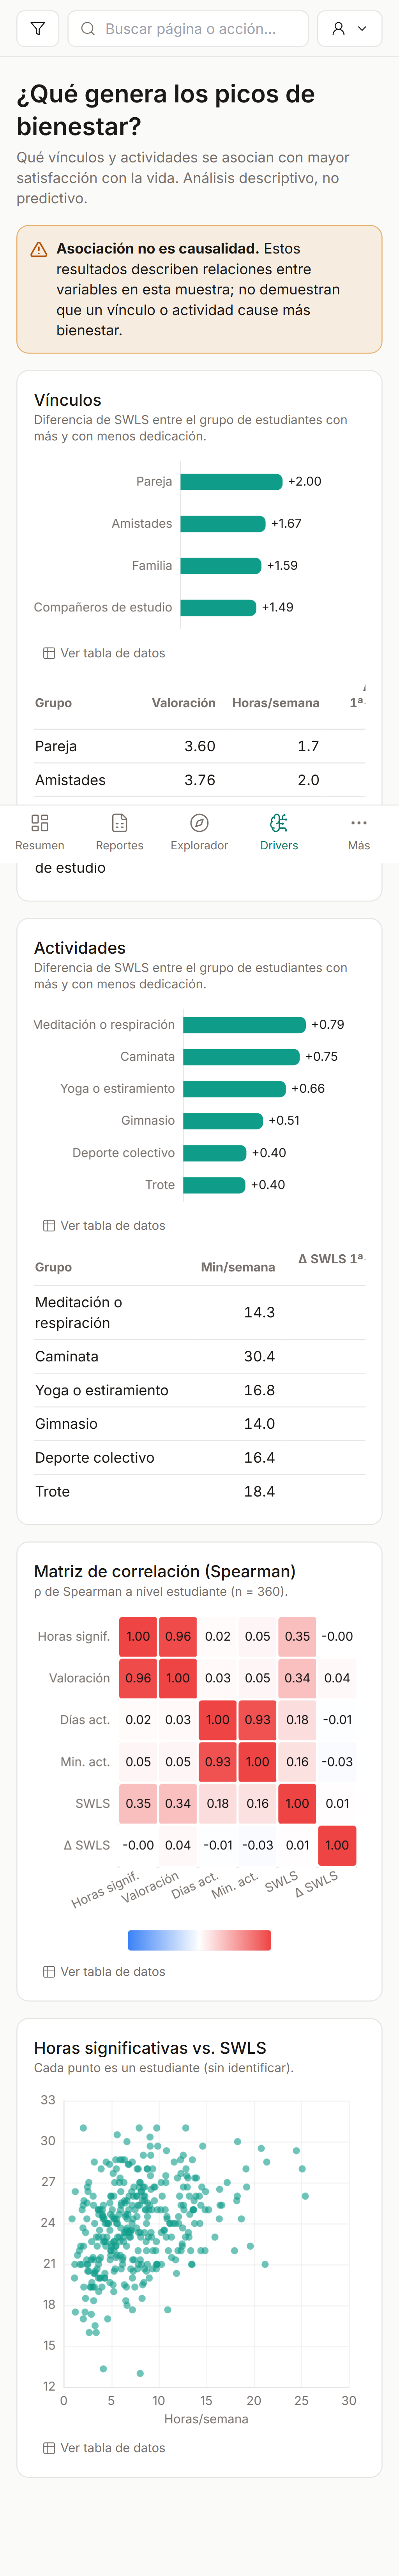 Buscar página o acción...
¿Qué genera los picos de
bienestar?
Qué vínculos y actividades se asocian con mayor
satisfacción con la vida. Análisis descriptivo, no
predictivo.
Asociación no es causalidad. Estos
resultados describen relaciones entre
variables en esta muestra; no demuestran
que un vínculo o actividad cause más
bienestar.
Vínculos
Diferencia de SWLS entre el grupo de estudiantes con
más y con menos dedicación.
Pareja +2.00
Amistades +1.67
Familia +1.59
Compañeros de estudio +1.49
Ver tabla de datos
Grupo Valoración Horas/semana 1ª
Pareja 3.60 1.7
Amistades 3.76 2.0
Resumen Reportes Explorador Drivers Más
de estudio
Actividades
Diferencia de SWLS entre el grupo de estudiantes con
más y con menos dedicación.
Meditación o respiración +0.79
Caminata +0.75
Yoga o estiramiento +0.66
Gimnasio +0.51
Deporte colectivo +0.40
Trote +0.40
Ver tabla de datos
Grupo Min/semana Δ SWLS 1ª
Meditación o
respiración 14.3
Caminata 30.4
Yoga o estiramiento 16.8
Gimnasio 14.0
Deporte colectivo 16.4
Trote 18.4
Matriz de correlación (Spearman)
ρ de Spearman a nivel estudiante (n = 360).
Horas signif. 1.00 0.96 0.02 0.05 0.35 -0.00
Valoración 0.96 1.00 0.03 0.05 0.34 0.04
Días act. 0.02 0.03 1.00 0.93 0.18 -0.01
Min. act. 0.05 0.05 0.93 1.00 0.16 -0.03
SWLS 0.35 0.34 0.18 0.16 1.00 0.01
Δ SWLS -0.00 0.04 -0.01 -0.03 0.01 1.00
Horas signif. Valoración Días act. Min. act. SWLS Δ SWLS
Ver tabla de datos
Horas significativas vs. SWLS
Cada punto es un estudiante (sin identificar).
33
30
27
24
21
18
15
12
0 5 10 15 20 25 30
Horas/semana
Ver tabla de datos